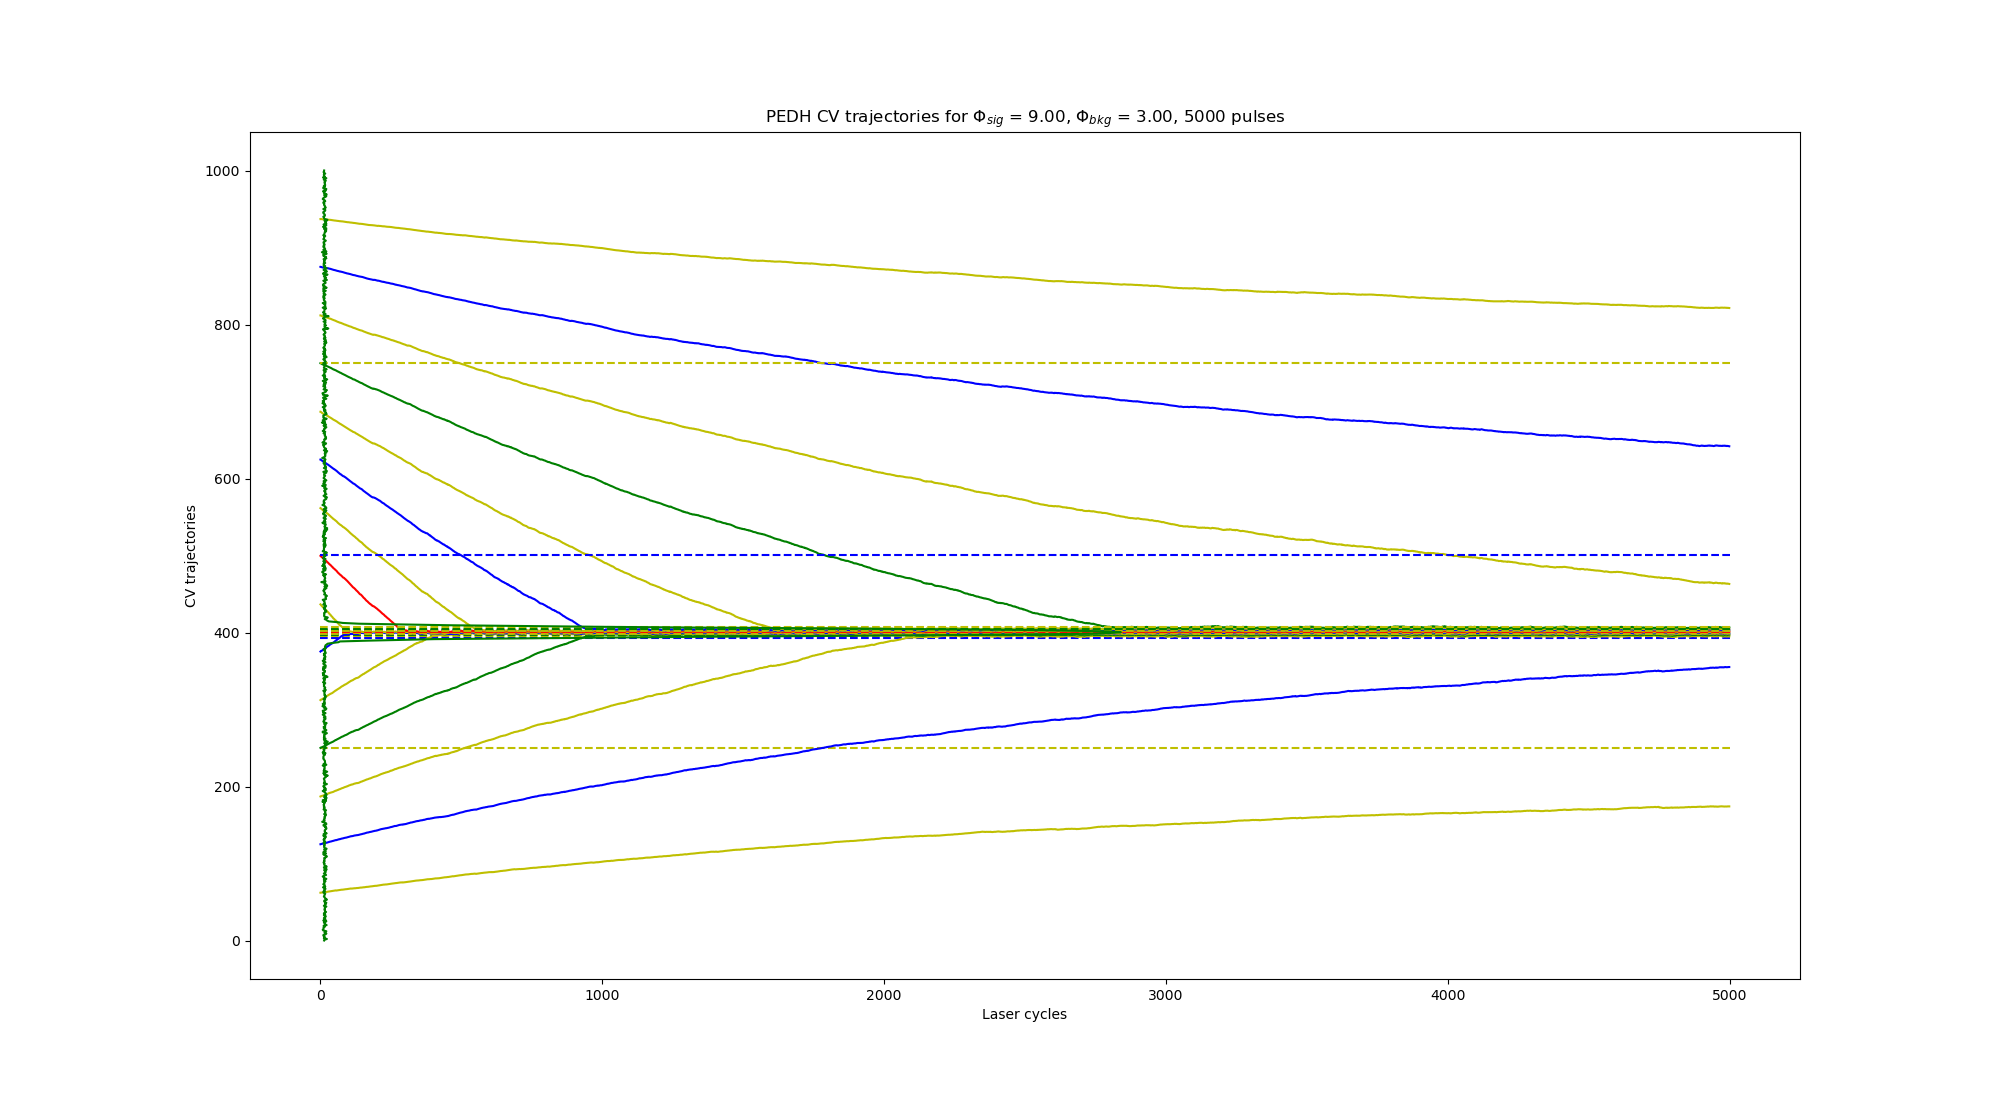 PEDH CV trajectories for Φsig = 9.00, Φbkg = 3.00, 5000 pulses
1000
800
600
400
200
0
CV trajectories
0 1000 2000 3000 4000 5000
Laser cycles